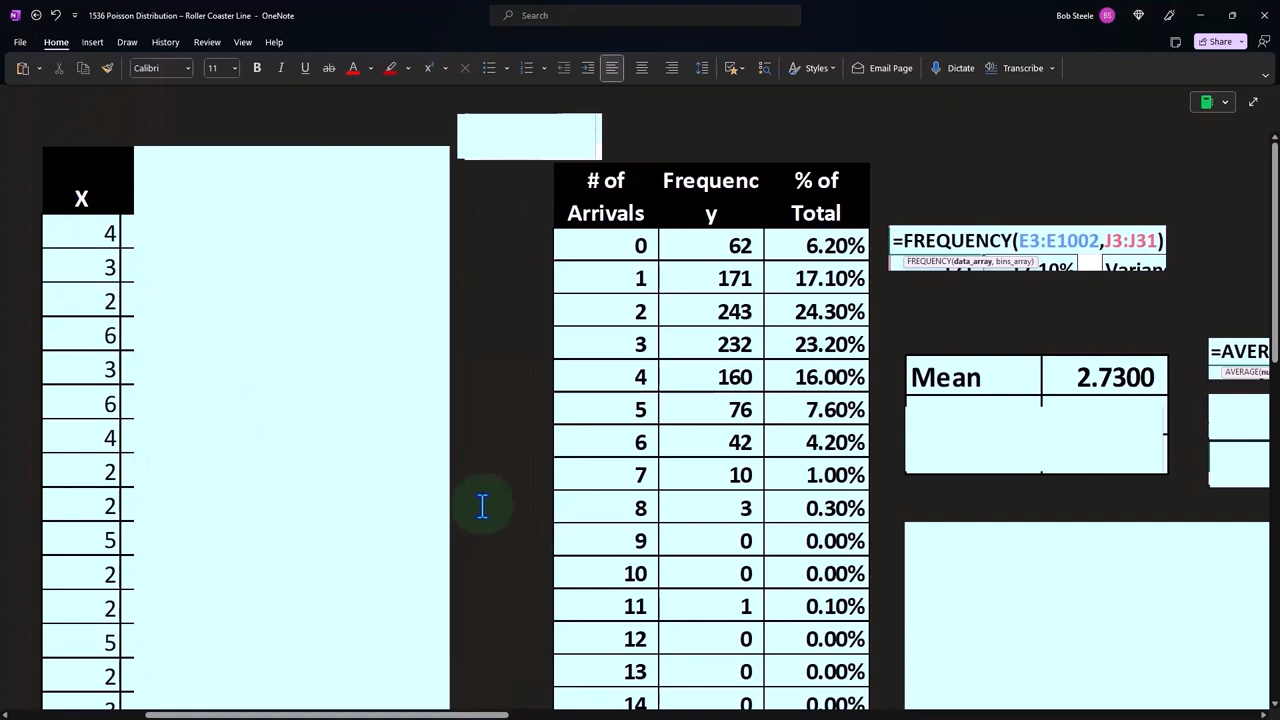 1536 Poisson Distribution – Roller Coaster Line - OneNote
Search
Bob Steele
BS
File Home Insert Draw History Review View Help
Share
Calibri 11 B I U ab A Styles Email Page Dictate Transcribe
X
4
3
2
6
3
6
4
2
2
5
2
2
5
2
# of Arrivals Frequency % of Total
0 62 6.20%
1 171 17.10%
2 243 24.30%
3 232 23.20%
4 160 16.00%
5 76 7.60%
6 42 4.20%
7 10 1.00%
8 3 0.30%
9 0 0.00%
10 0 0.00%
11 1 0.10%
12 0 0.00%
13 0 0.00%
14 0 0.00%
=FREQUENCY(E3:E1002,J3:J31)
FREQUENCY(data_array, bins_array)
Mean 2.7300
=AVER
AVERAGE(nu